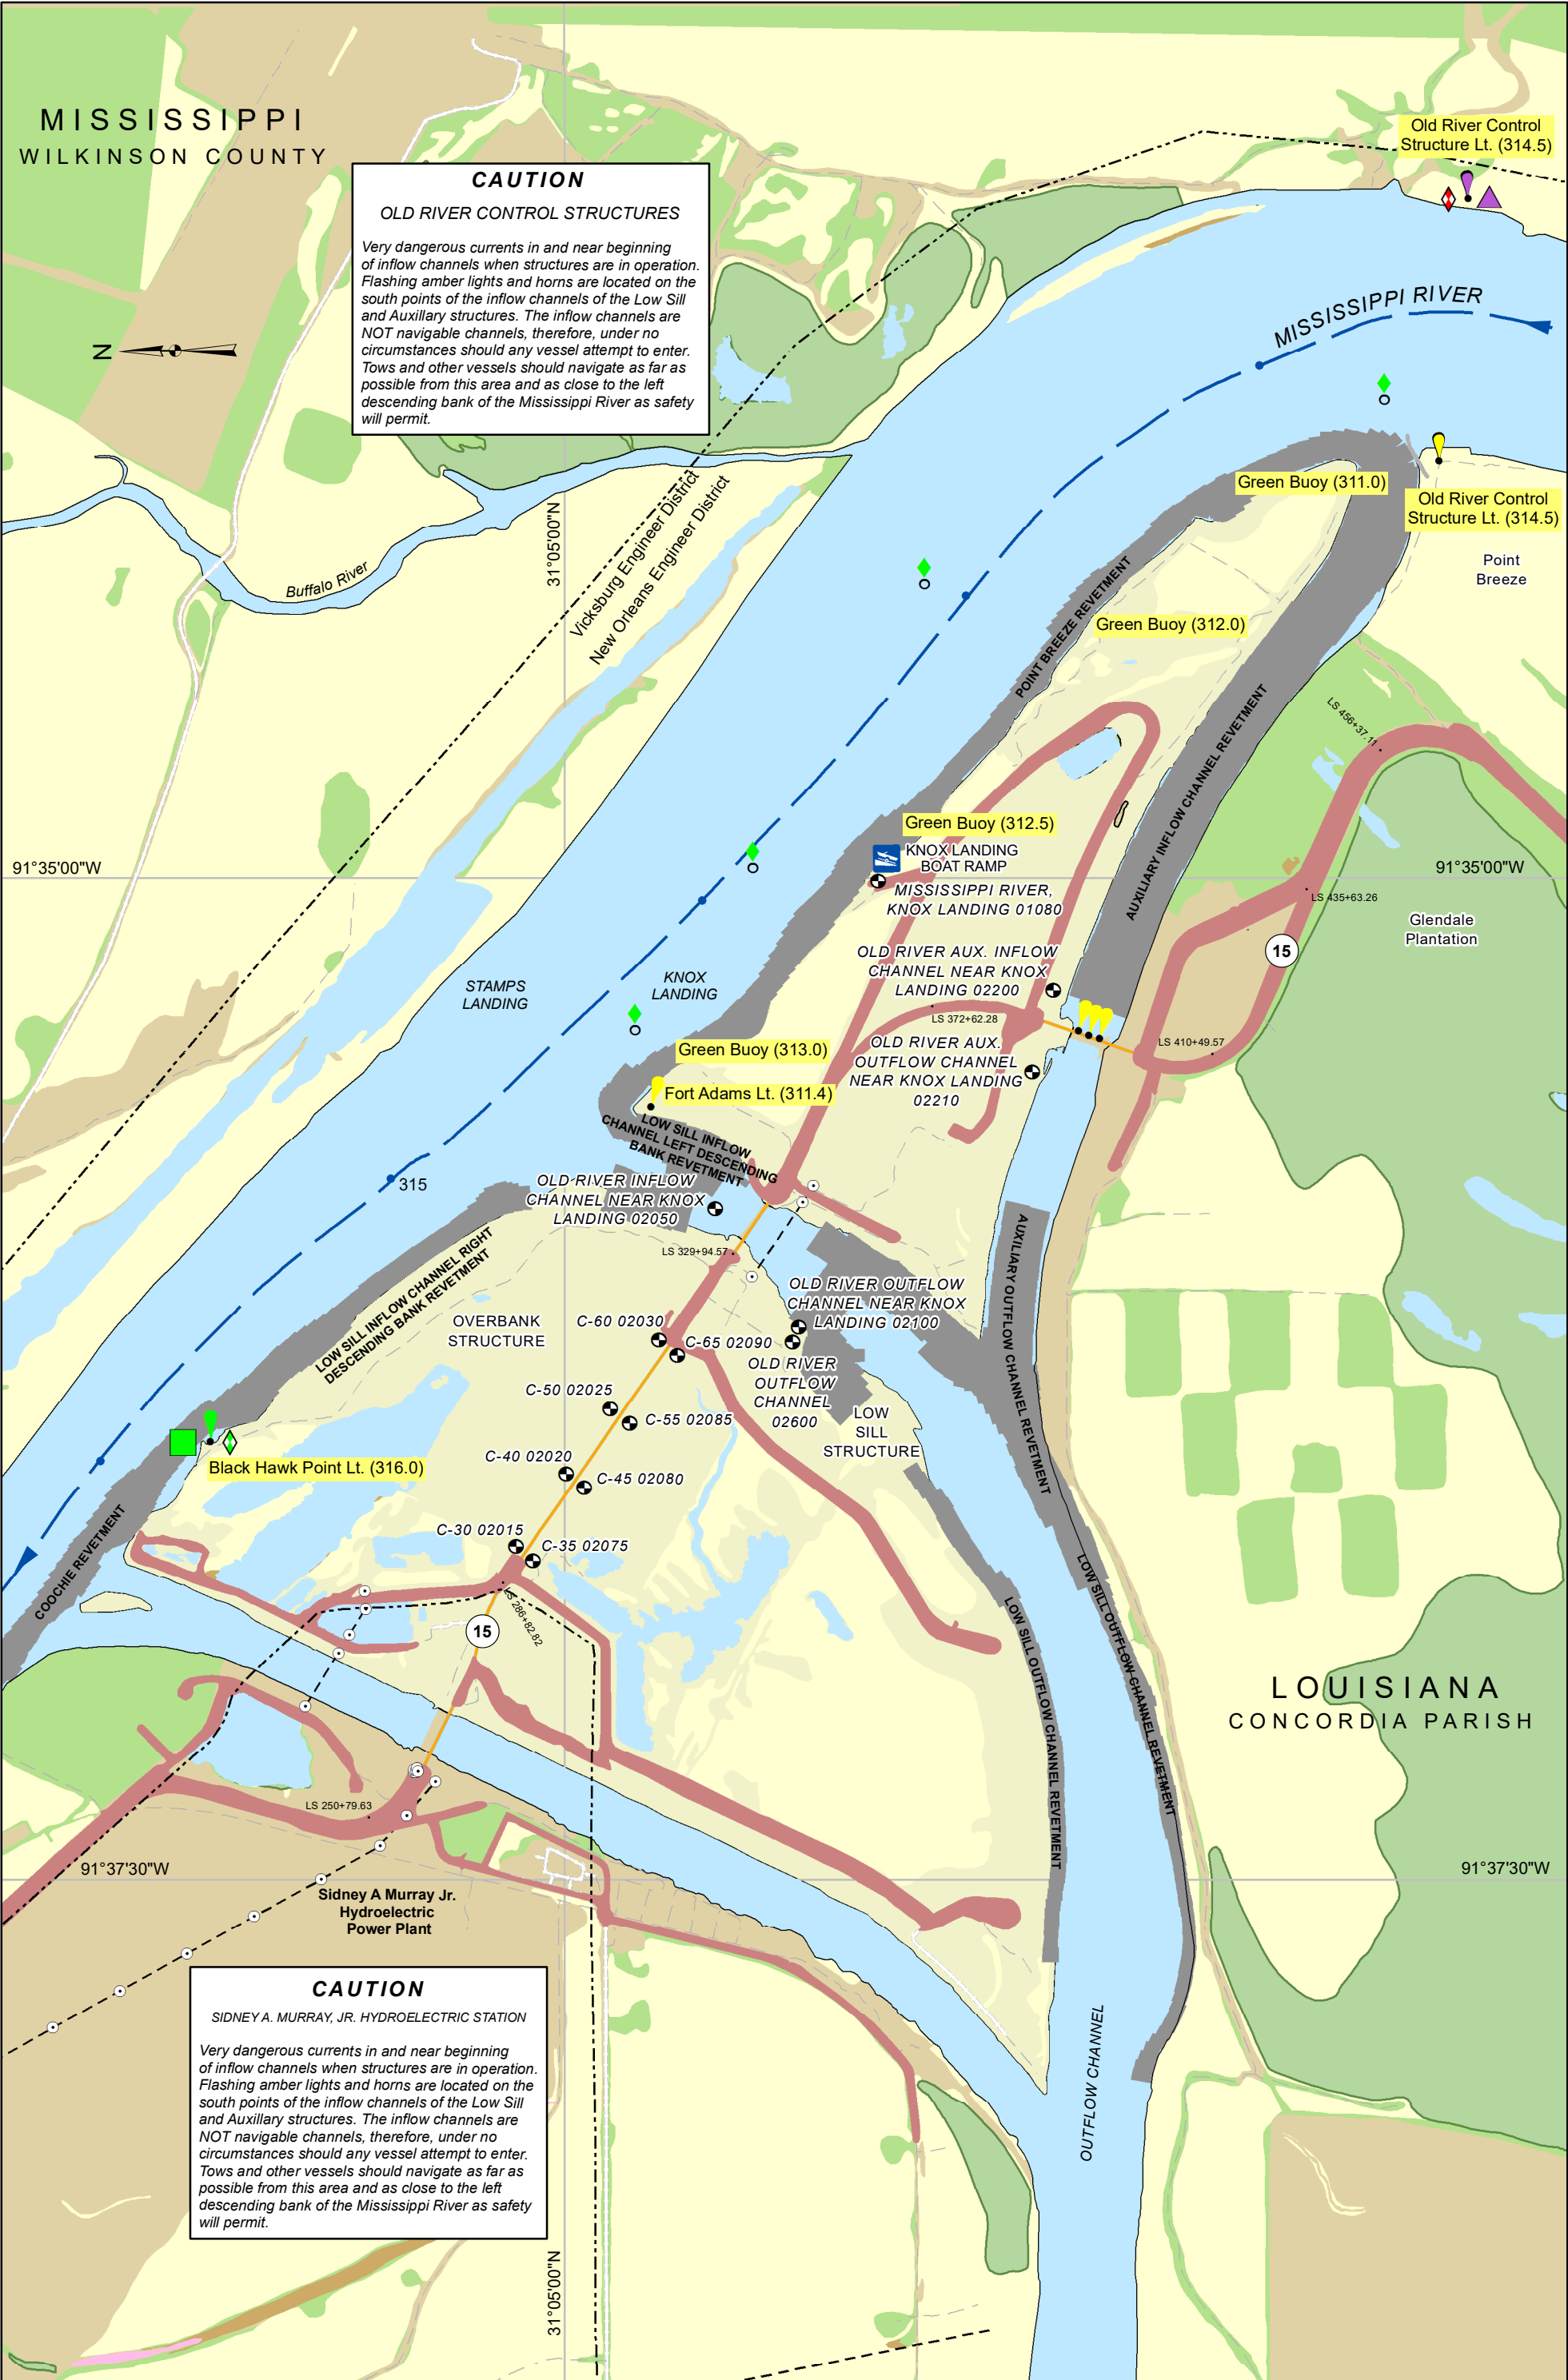 MISSISSIPPI
WILKINSON COUNTY
Old River Control
Structure Lt. (314.5)
CAUTION
OLD RIVER CONTROL STRUCTURES
Very dangerous currents in and near beginning
of inflow channels when structures are in operation.
Flashing amber lights and horns are located on the
south points of the inflow channels of the Low Sill
and Auxillary structures. The inflow channels are
NOT navigable channels, therefore, under no
circumstances should any vessel attempt to enter.
Tows and other vessels should navigate as far as
possible from this area and as close to the left
descending bank of the Mississippi River as safety
will permit.
N
MISSISSIPPI RIVER
Green Buoy (311.0)
Old River Control
Structure Lt. (314.5)
Point
Breeze
Buffalo River
31°05'00"N
Vicksburg Engineer District
New Orleans Engineer District
POINT BREEZE REVETMENT
Green Buoy (312.0)
LS 456+37.11
AUXILIARY INFLOW CHANNEL REVETMENT
Green Buoy (312.5)
KNOX LANDING
BOAT RAMP
91°35'00"W
91°35'00"W
MISSISSIPPI RIVER,
KNOX LANDING 01080
LS 435+63.26
Glendale
Plantation
15
OLD RIVER AUX. INFLOW
CHANNEL NEAR KNOX
LANDING 02200
STAMPS
LANDING
KNOX
LANDING
LS 372+62.28
OLD RIVER AUX.
OUTFLOW CHANNEL
NEAR KNOX LANDING
02210
LS 410+49.57
Green Buoy (313.0)
Fort Adams Lt. (311.4)
LOW SILL INFLOW
CHANNEL LEFT DESCENDING
BANK REVETMENT
315
OLD RIVER INFLOW
CHANNEL NEAR KNOX
LANDING 02050
LS 329+94.57
LOW SILL INFLOW CHANNEL RIGHT
DESCENDING BANK REVETMENT
AUXILIARY OUTFLOW CHANNEL REVETMENT
OLD RIVER OUTFLOW
CHANNEL NEAR KNOX
LANDING 02100
OVERBANK
STRUCTURE
C-60 02030
C-65 02090
OLD RIVER
OUTFLOW
CHANNEL
02600
C-50 02025
C-55 02085
LOW
SILL
STRUCTURE
C-40 02020
C-45 02080
Black Hawk Point Lt. (316.0)
C-30 02015
C-35 02075
COOCHIE REVETMENT
LS 286+82.82
15
LOW SILL OUTFLOW CHANNEL REVETMENT
LOW SILL OUTFLOW CHANNEL REVETMENT
LOUISIANA
CONCORDIA PARISH
LS 250+79.63
91°37'30"W
91°37'30"W
Sidney A Murray Jr.
Hydroelectric
Power Plant
CAUTION
SIDNEY A. MURRAY, JR. HYDROELECTRIC STATION
Very dangerous currents in and near beginning
of inflow channels when structures are in operation.
Flashing amber lights and horns are located on the
south points of the inflow channels of the Low Sill
and Auxillary structures. The inflow channels are
NOT navigable channels, therefore, under no
circumstances should any vessel attempt to enter.
Tows and other vessels should navigate as far as
possible from this area and as close to the left
descending bank of the Mississippi River as safety
will permit.
OUTFLOW CHANNEL
31°05'00"N